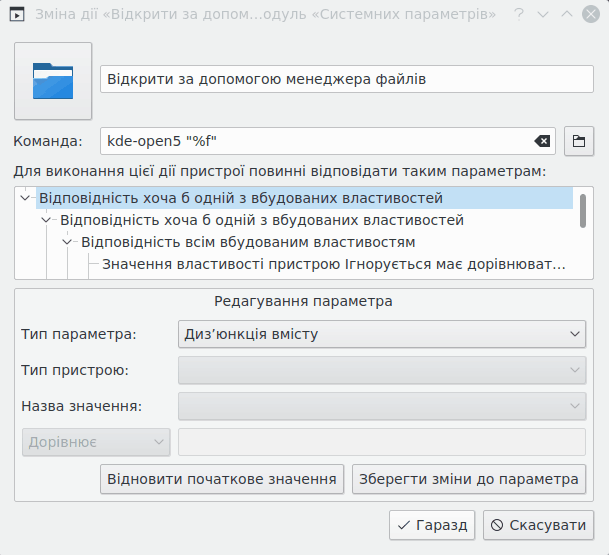 Зміна дії «Відкрити за допом...одуль «Системних параметрів»
Відкрити за допомогою менеджера файлів
Команда: kde-open5 "%f"
Для виконання цієї дії пристрої повинні відповідати таким параметрам:
Відповідність хоча б одній з вбудованих властивостей
Відповідність хоча б одній з вбудованих властивостей
Відповідність всім вбудованим властивостям
Значення властивості пристрою Ігнорується має дорівнюват...
Редагування параметра
Тип параметра: Диз’юнкція вмісту
Тип пристрою:
Назва значення:
Дорівнює
Відновити початкове значення Зберегти зміни до параметра
Гаразд Скасувати